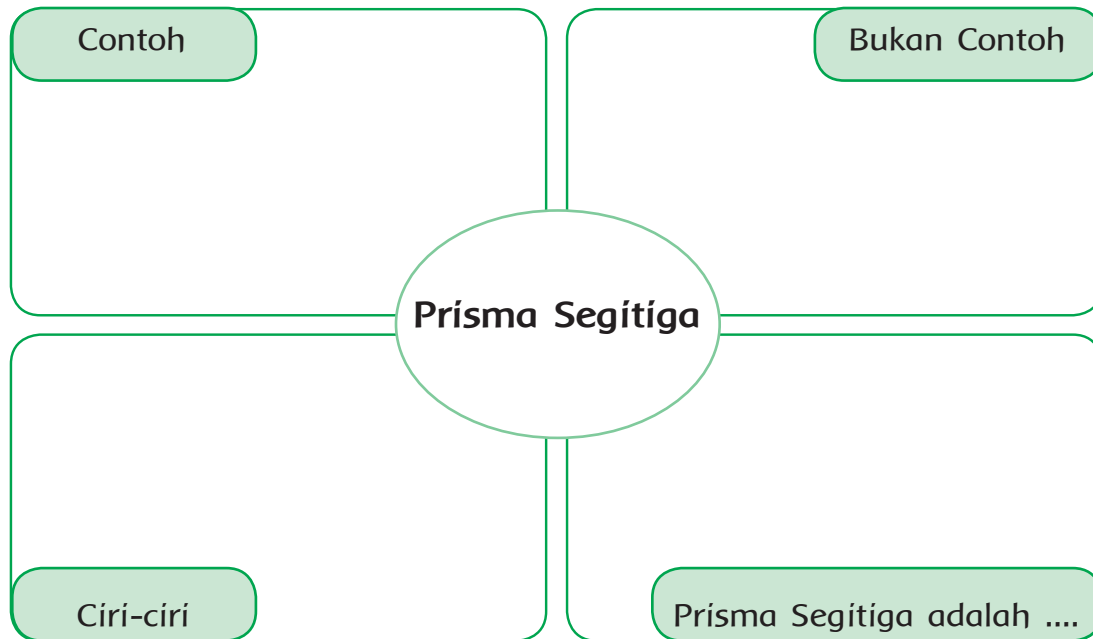 Contoh
Bukan Contoh
Prisma Segitiga
Ciri-ciri
Prisma Segitiga adalah ....